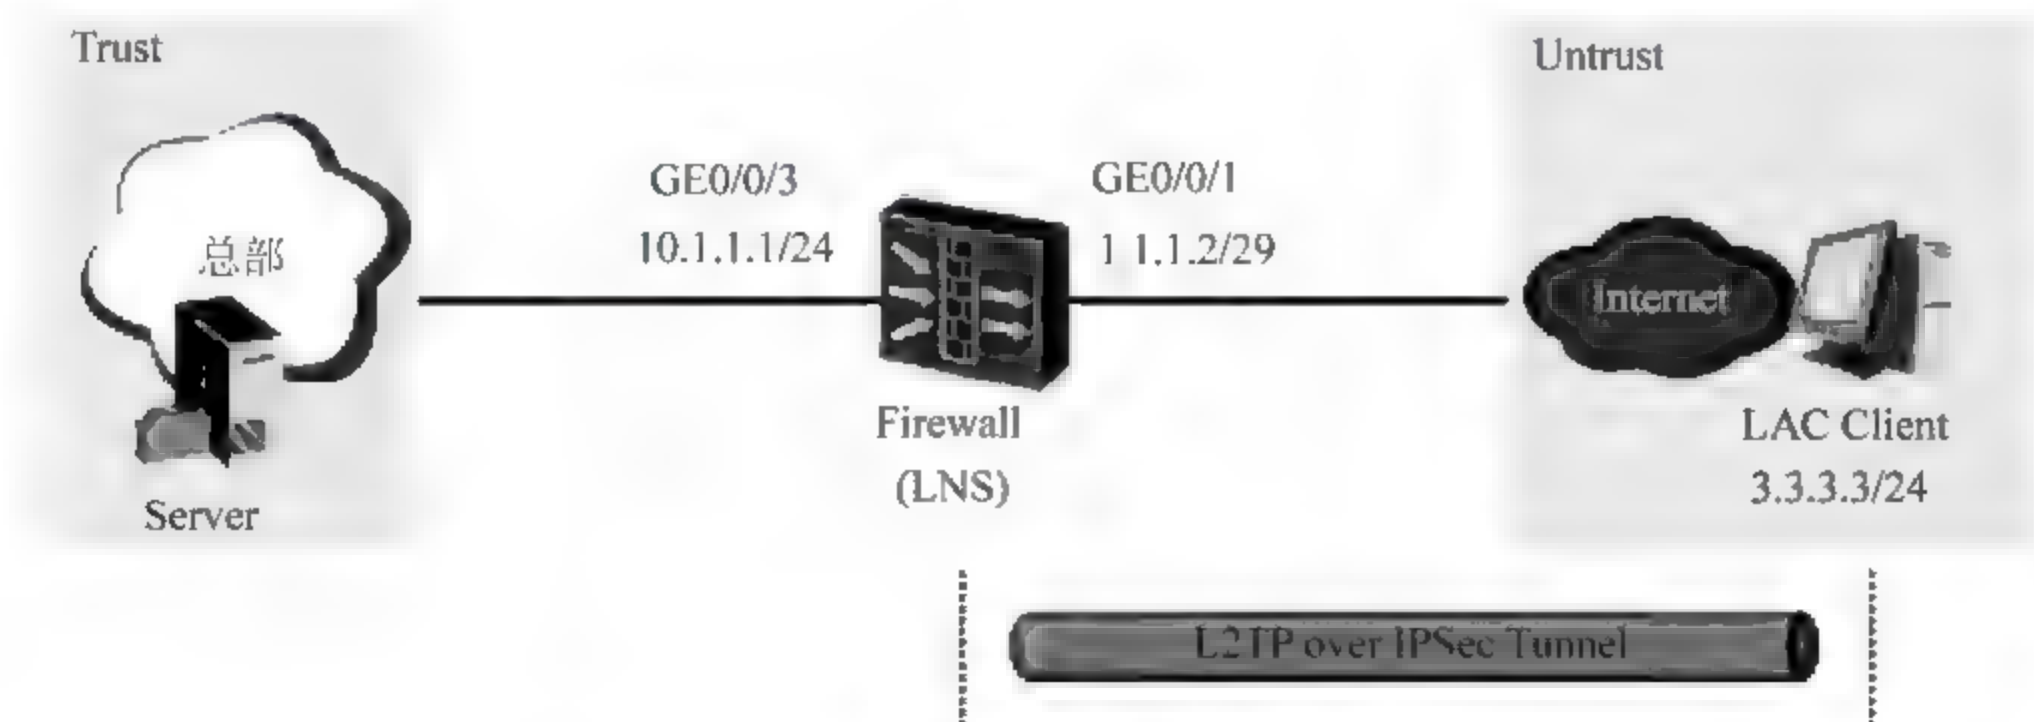 Trust
Untrust
GE0/0/3
GE0/0/1
10.1.1.1/24
1 1.1.2/29
总部
Internet
Firewall
(LNS)
LAC Client
3.3.3.3/24
Server
L2TP over IPSec Tunnel